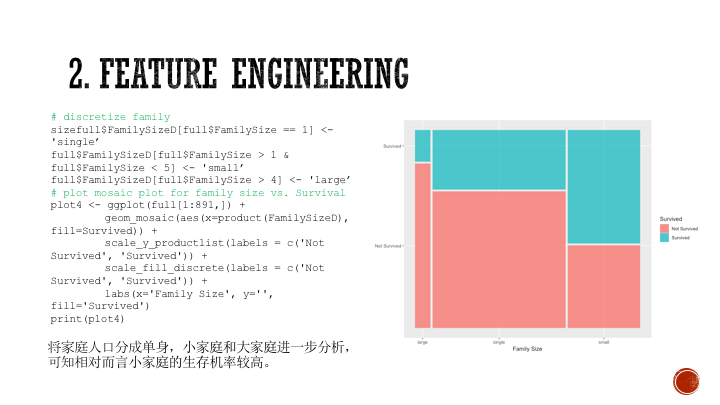 2. FEATURE ENGINEERING
# discretize family
sizefull$FamilySizeD[full$FamilySize == 1] <-
'single’
full$FamilySizeD[full$FamilySize > 1 &
full$FamilySize < 5] <- 'small’
full$FamilySizeD[full$FamilySize > 4] <- 'large’
# plot mosaic plot for family size vs. Survival
plot4 <- ggplot(full[1:891,]) +
geom_mosaic(aes(x=product(FamilySizeD),
fill=Survived)) +
scale_y_productlist(labels = c('Not
Survived', 'Survived')) +
scale_fill_discrete(labels = c('Not
Survived', 'Survived')) +
labs(x='Family Size', y='',
fill='Survived')
print(plot4)
将家庭人口分成单身，小家庭和大家庭进一步分析，
可知相对而言小家庭的生存机率较高。
Survived
Not Survived
large
single
small
Family Size
Survived
Not Survived
Survived